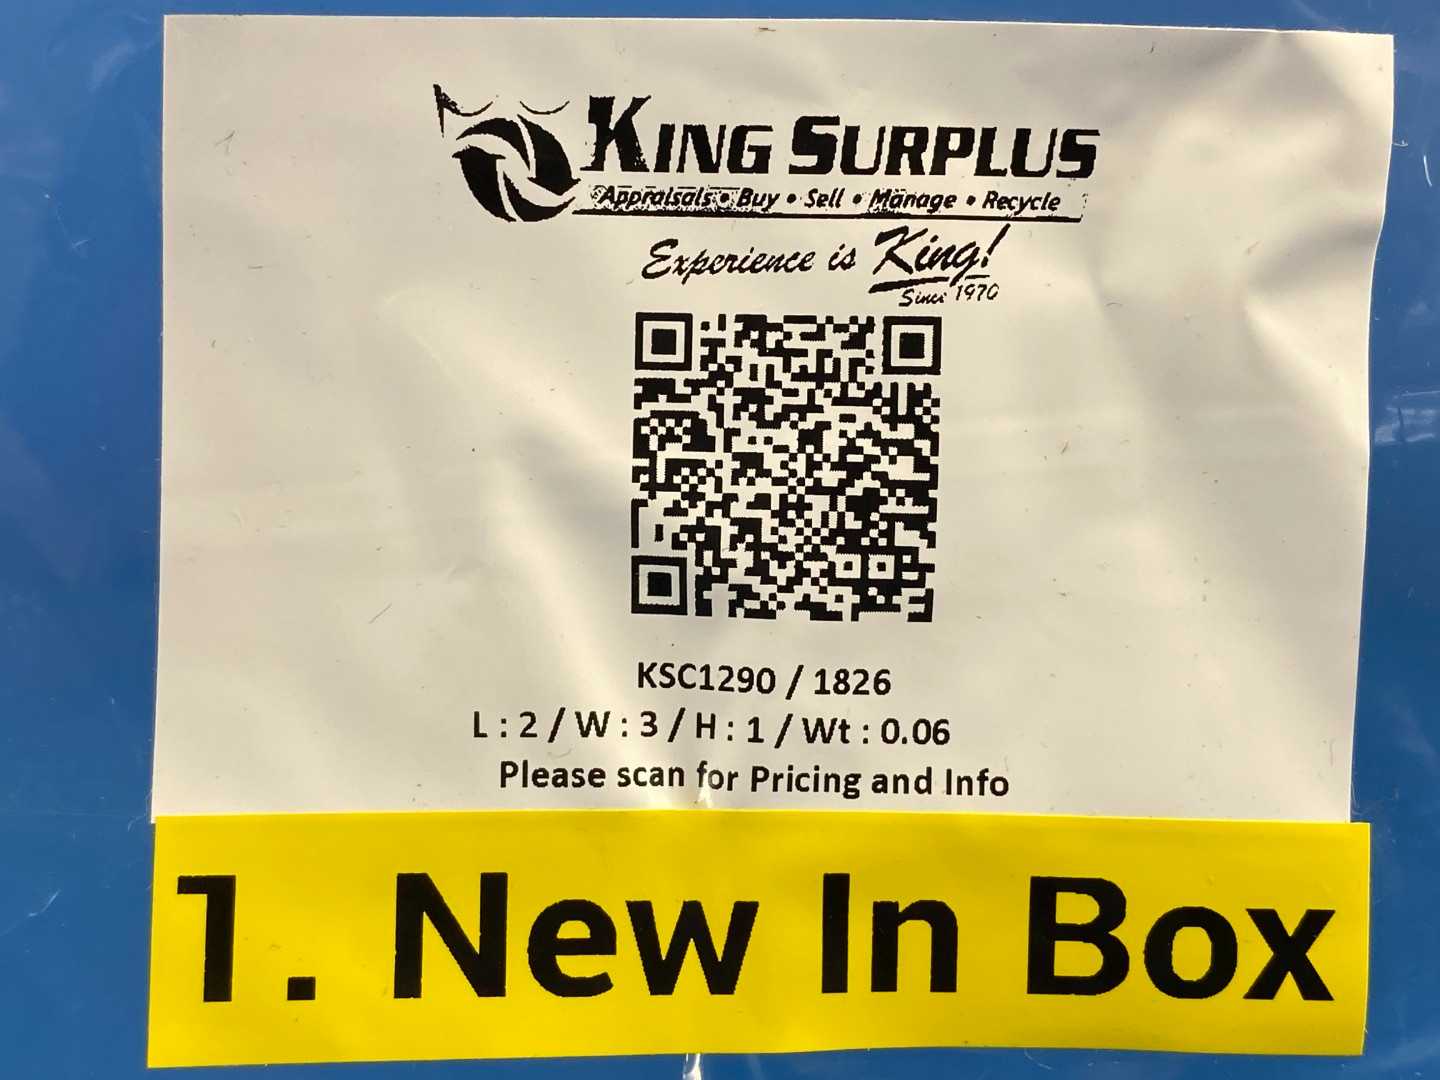 KING SURPLUS
Appraisals • Buy • Sell • Manage • Recycle
Experience is King!
Since 1970
KSC1290 / 1826
L : 2 / W : 3 / H : 1 / Wt : 0.06
Please scan for Pricing and Info
1. New In Box